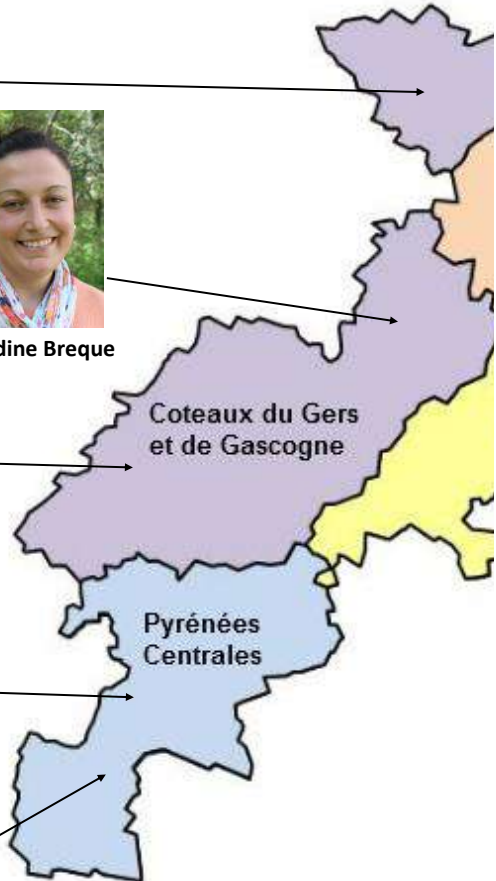 dine Breque
Coteaux du Gers
et de Gascogne
Pyrénées
Centrales